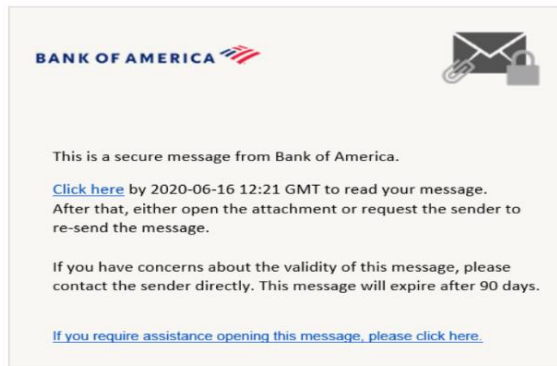 BANK OF AMERICA
This is a secure message from Bank of America.
Click here by 2020-06-16 12:21 GMT to read your message.
After that, either open the attachment or request the sender to
re-send the message.
If you have concerns about the validity of this message, please
contact the sender directly. This message will expire after 90 days.
If you require assistance opening this message, please click here.